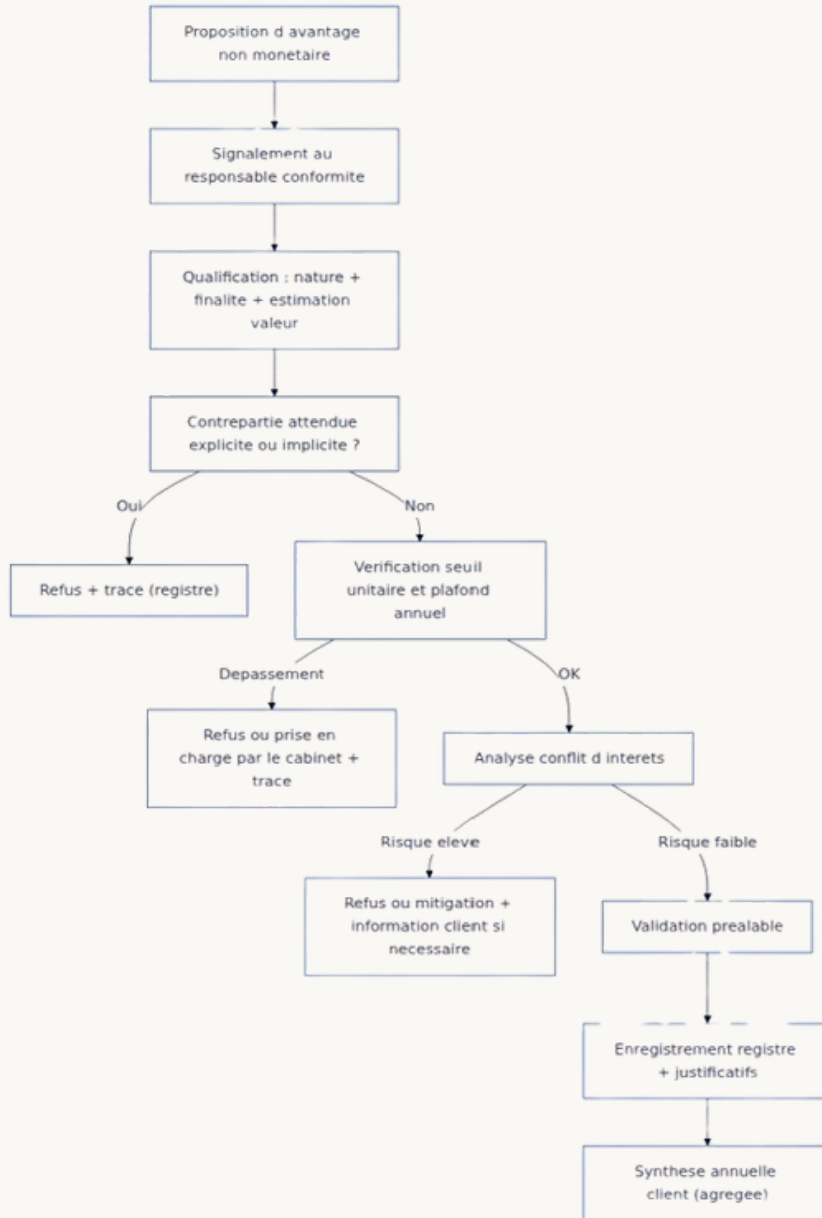 Proposition d avantage
non monetaire
Signalement au
responsable conformite
Qualification : nature +
finalite + estimation
valeur
Contrepartie attendue
explicite ou implicite ?
Oui
Non
Refus + trace (registre)
Verification seuil
unitaire et plafond
annuel
Depassement
OK
Refus ou prise en
charge par le cabinet +
trace
Analyse conflit d interets
Risque eleve
Risque faible
Refus ou mitigation +
information client si
necessaire
Validation prealable
Enregistrement registre
+ justificatifs
Synthese annuelle
client (agregee)